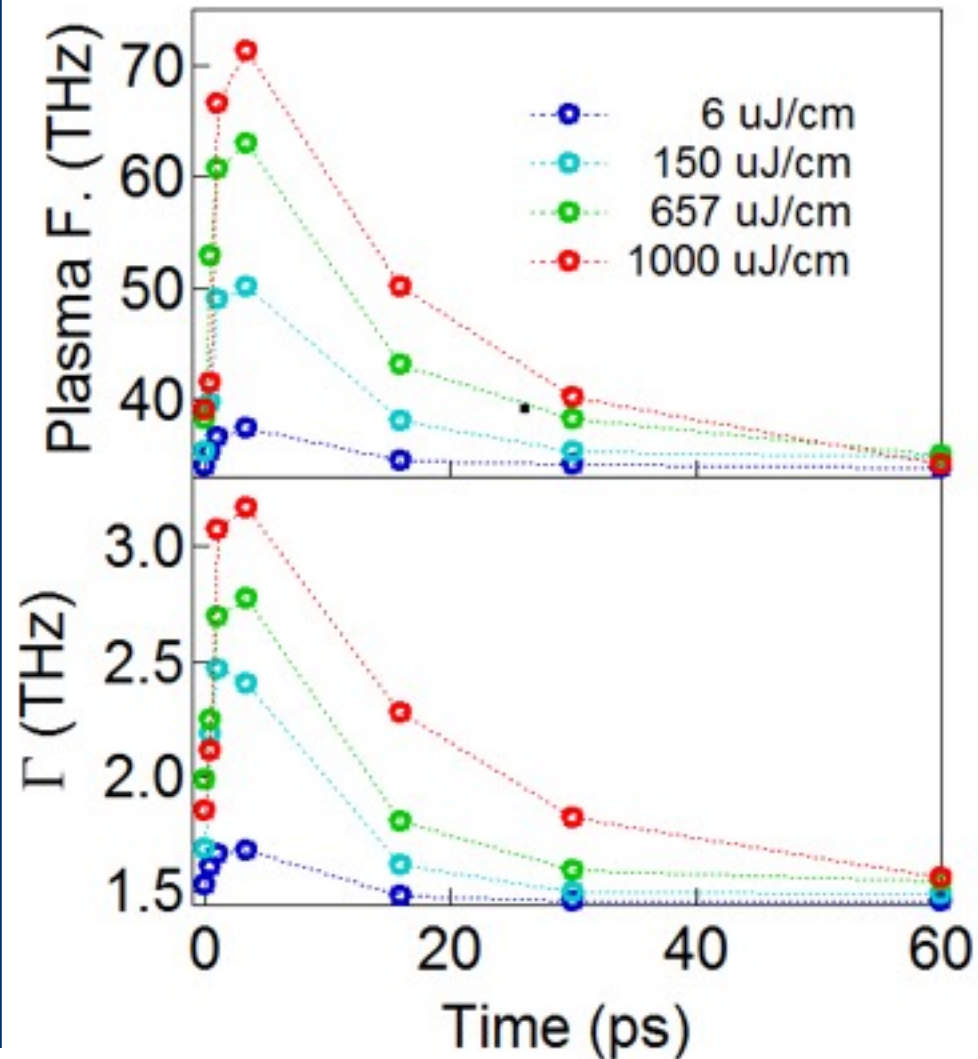 Plasma F. (THz)
70
60
50
40
6 uJ/cm
150 uJ/cm
657 uJ/cm
1000 uJ/cm
Γ (THz)
3.0
2.5
2.0
1.5
0 20 40 60
Time (ps)